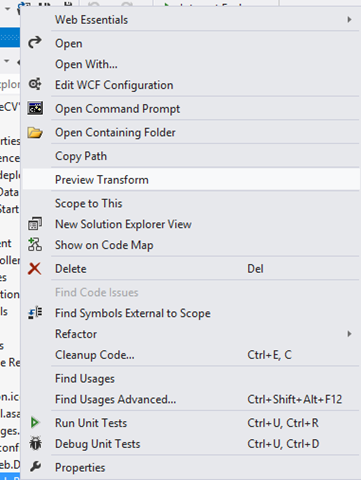 Web Essentials
Open
Open With...
Edit WCF Configuration
Open Command Prompt
Open Containing Folder
Copy Path
Preview Transform
Scope to This
New Solution Explorer View
Show on Code Map
Delete Del
Find Code Issues
Find Symbols External to Scope
Refactor
Cleanup Code... Ctrl+E, C
Find Usages
Find Usages Advanced... Ctrl+Shift+Alt+F12
Run Unit Tests Ctrl+U, Ctrl+R
Debug Unit Tests Ctrl+U, Ctrl+D
Properties